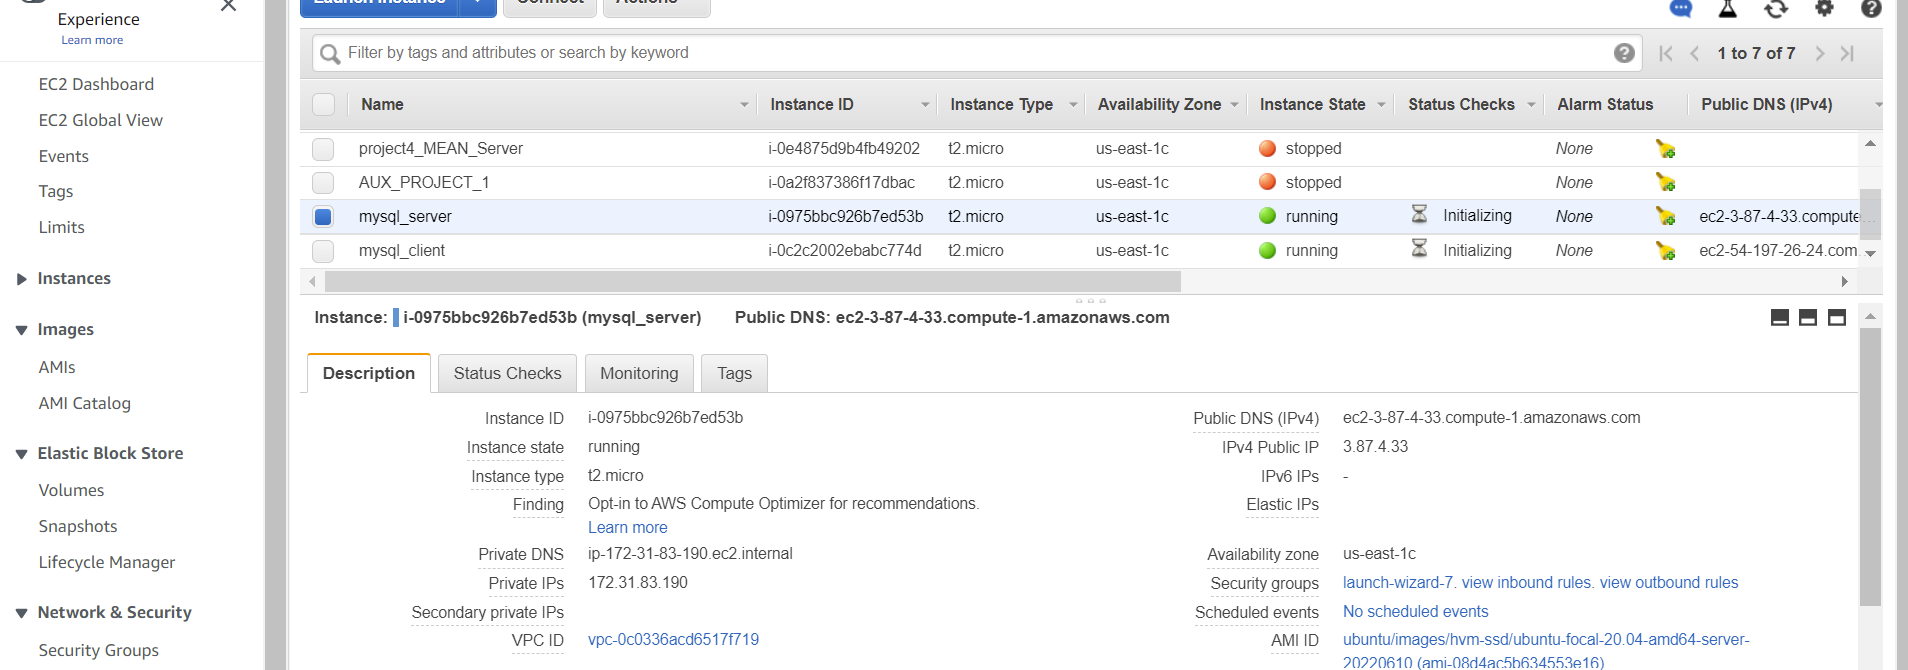 Experience
Learn more
EC2 Dashboard
EC2 Global View
Events
Tags
Limits
Instances
Images
AMIs
AMI Catalog
Elastic Block Store
Volumes
Snapshots
Lifecycle Manager
Network & Security
Security Groups
Launch Instance Connect Actions
Filter by tags and attributes or search by keyword 1 to 7 of 7
Name Instance ID Instance Type Availability Zone Instance State Status Checks Alarm Status Public DNS (IPv4)
project4_MEAN_Server i-0e4875d9b4fb49202 t2.micro us-east-1c stopped None
AUX_PROJECT_1 i-0a2f837386f17dbac t2.micro us-east-1c stopped None
mysql_server i-0975bbc926b7ed53b t2.micro us-east-1c running Initializing None ec2-3-87-4-33.compute...
mysql_client i-0c2c2002ebabc774d t2.micro us-east-1c running Initializing None ec2-54-197-26-24.com...
Instance: i-0975bbc926b7ed53b (mysql_server) Public DNS: ec2-3-87-4-33.compute-1.amazonaws.com
Description Status Checks Monitoring Tags
Instance ID i-0975bbc926b7ed53b Public DNS (IPv4) ec2-3-87-4-33.compute-1.amazonaws.com
Instance state running IPv4 Public IP 3.87.4.33
Instance type t2.micro IPv6 IPs -
Finding Opt-in to AWS Compute Optimizer for recommendations. Elastic IPs
Learn more
Private DNS ip-172-31-83-190.ec2.internal Availability zone us-east-1c
Private IPs 172.31.83.190 Security groups launch-wizard-7. view inbound rules. view outbound rules
Secondary private IPs Scheduled events No scheduled events
VPC ID vpc-0c0336acd6517f719 AMI ID ubuntu/images/hvm-ssd/ubuntu-focal-20.04-amd64-server-
20220610 (ami-08d4ac5b634553e16)